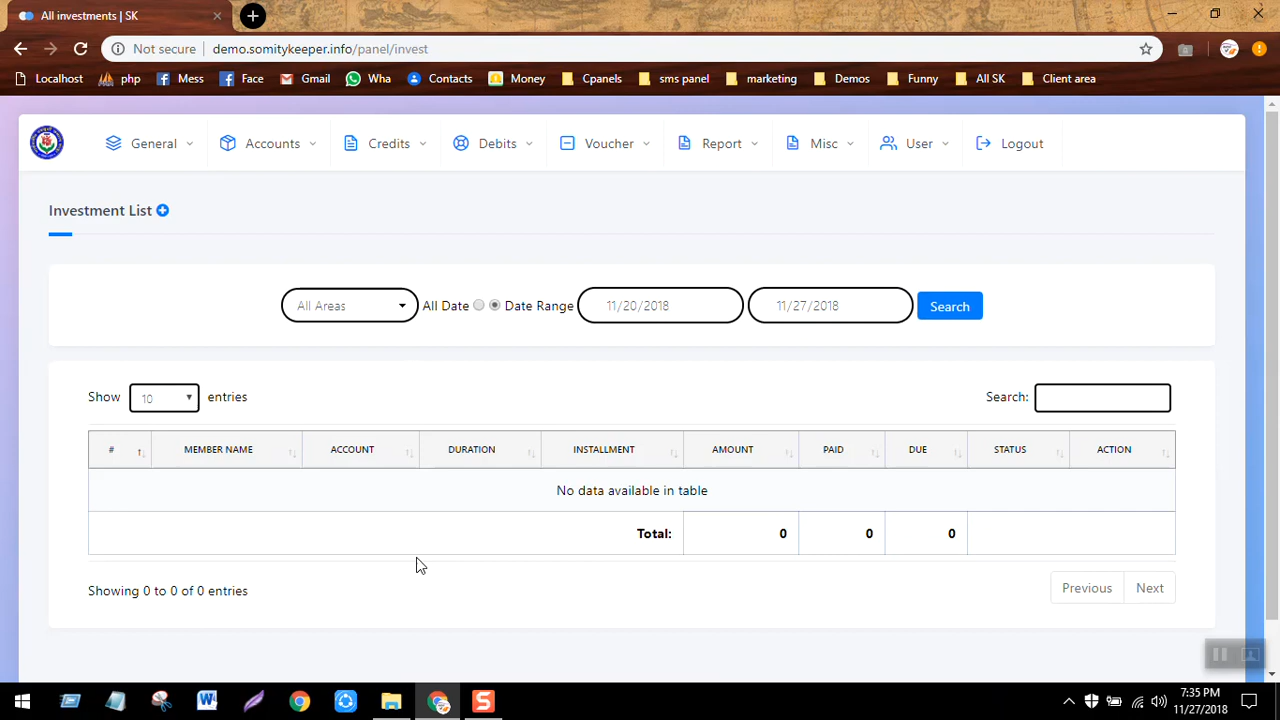 All investments | SK
Not secure | demo.somitykeeper.info/panel/invest
Localhost php Mess Face Gmail Wha Contacts Money Cpanels sms panel marketing Demos Funny All SK Client area
General Accounts Credits Debits Voucher Report Misc User Logout
Investment List
All Areas All Date Date Range 11/20/2018 11/27/2018 Search
Show 10 entries Search:
# MEMBER NAME ACCOUNT DURATION INSTALLMENT AMOUNT PAID DUE STATUS ACTION
No data available in table
Total: 0 0 0
Showing 0 to 0 of 0 entries Previous Next
7:35 PM
11/27/2018